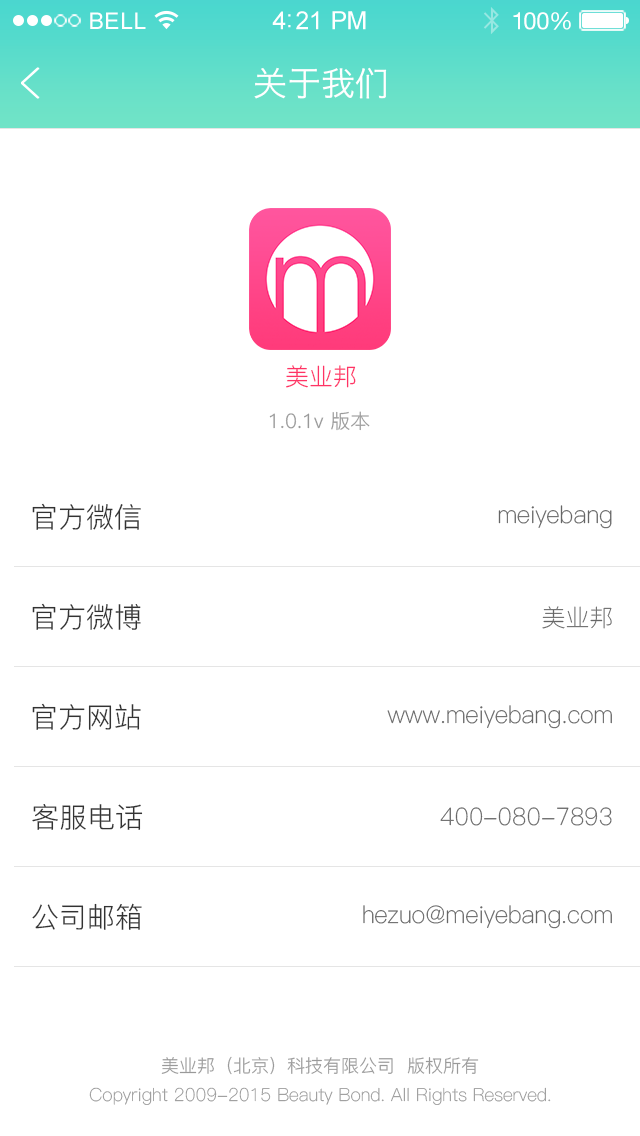 BELL 4:21 PM 100%
关于我们
m
美业邦
1.0.1v 版本
官方微信 meiyebang
官方微博 美业邦
官方网站 www.meiyebang.com
客服电话 400-080-7893
公司邮箱 hezuo@meiyebang.com
美业邦（北京）科技有限公司 版权所有
Copyright 2009-2015 Beauty Bond. All Rights Reserved.